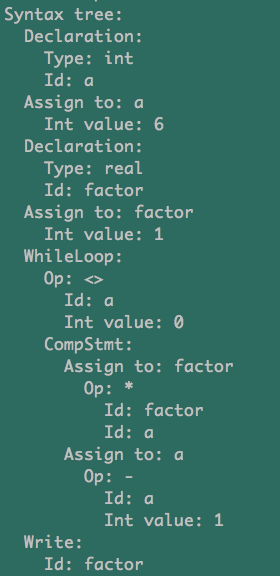 Syntax tree:
Declaration:
Type: int
Id: a
Assign to: a
Int value: 6
Declaration:
Type: real
Id: factor
Assign to: factor
Int value: 1
WhileLoop:
Op: <>
Id: a
Int value: 0
CompStmt:
Assign to: factor
Op: *
Id: factor
Id: a
Assign to: a
Op: -
Id: a
Int value: 1
Write:
Id: factor